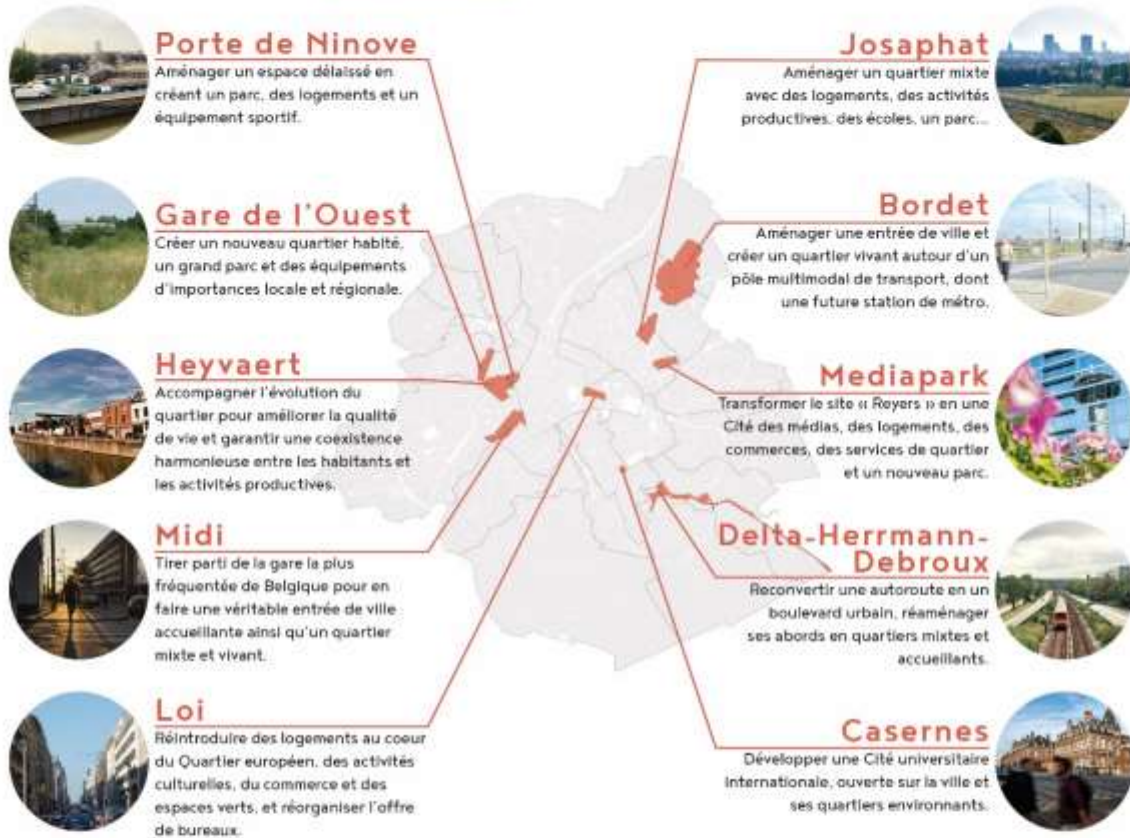 Porte de Ninove
Aménager un espace délaissé en
créant un parc, des logements et un
équipement sportif.
Gare de l'Ouest
Créer un nouveau quartier habité,
un grand parc et des équipements
d'importances locale et régionale.
Heyvaert
Accompagner l'évolution du
quartier pour améliorer la qualité
de vie et garantir une coexistence
harmonieuse entre les habitants et
les activités productives.
Midi
Tirer parti de la gare la plus
fréquentée de Belgique pour en
faire une véritable entrée de ville
accueillante ainsi qu'un quartier
mixte et vivant.
Loi
Réintroduire des logements au coeur
du Quartier européen, des activités
culturelles, du commerce et des
espaces verts, et réorganiser l'offre
de bureaux.
Josaphat
Aménager un quartier mixte
avec des logements, des activités
productives, des écoles, un parc...
Bordet
Aménager une entrée de ville et
créer un quartier vivant autour d'un
pôle multimodal de transport, dont
une future station de métro.
Mediapark
Transformer le site « Reyers » en une
Cité des médias, des logements, des
commerces, des services de quartier
et un nouveau parc.
Delta-Herrmann-
Debroux
Reconvertir une autoroute en un
boulevard urbain, réaménager
ses abords en quartiers mixtes et
accueillants.
Casernes
Développer une Cité universitaire
internationale, ouverte sur la ville et
ses quartiers environnants.